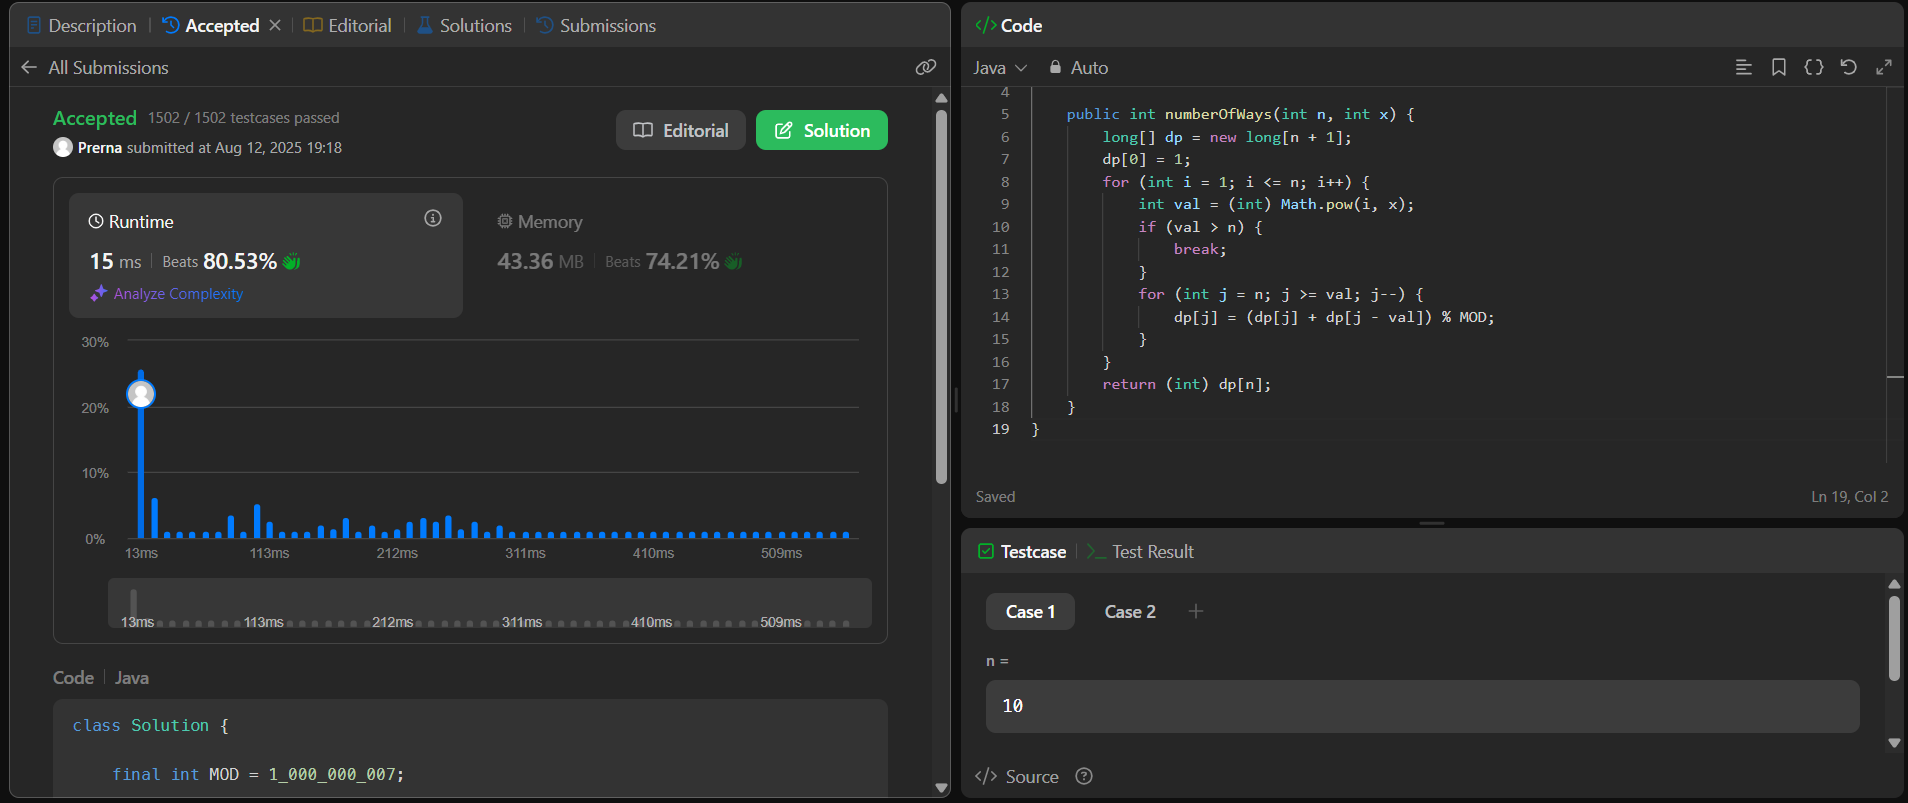 Description Accepted Editorial Solutions Submissions
All Submissions
Accepted 1502 / 1502 testcases passed
Prerna submitted at Aug 12, 2025 19:18
Editorial Solution
Runtime
15 ms Beats 80.53%
Analyze Complexity
Memory
43.36 MB Beats 74.21%
30%
20%
10%
0%
13ms 113ms 212ms 311ms 410ms 509ms
13ms 113ms 212ms 311ms 410ms 509ms
Code Java
class Solution {
final int MOD = 1_000_000_007;
</> Code
Java Auto
4
5 public int numberOfWays(int n, int x) {
6 long[] dp = new long[n + 1];
7 dp[0] = 1;
8 for (int i = 1; i <= n; i++) {
9 int val = (int) Math.pow(i, x);
10 if (val > n) {
11 break;
12 }
13 for (int j = n; j >= val; j--) {
14 dp[j] = (dp[j] + dp[j - val]) % MOD;
15 }
16 }
17 return (int) dp[n];
18 }
19 }
Saved Ln 19, Col 2
Testcase >_ Test Result
Case 1 Case 2 +
n =
10
</> Source ?